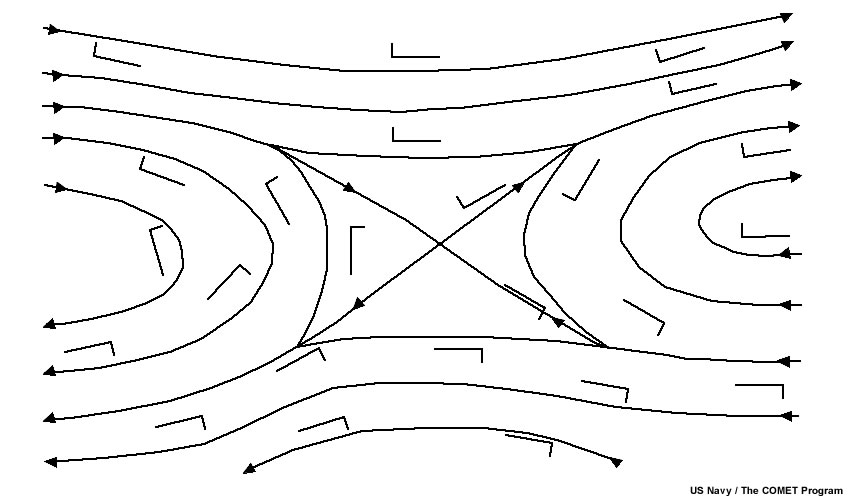 US Navy / The COMET Program